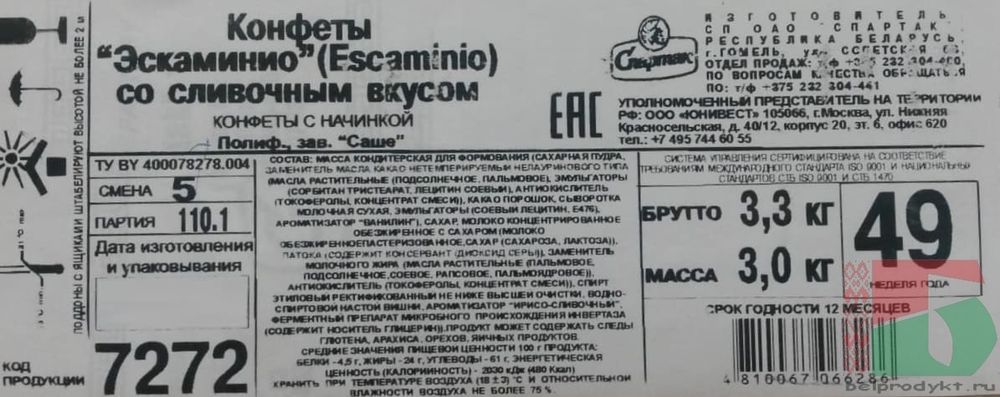 Конфеты
"Эскаминио" (Escaminio)
со сливочным вкусом
КОНФЕТЫ С НАЧИНКОЙ
Полиф., зав. "Саше"
ПОДДОНЫ С ЯЩИКАМИ ШТАБЕЛИРУЮТ ВЫСОТОЙ НЕ БОЛЕЕ 2 м
ТУ BY 400078278.004
СМЕНА 5
ПАРТИЯ 110.1
Дата изготовления
и упаковывания
КОД
ПРОДУКЦИИ
7272
СОСТАВ: МАССА КОНДИТЕРСКАЯ ДЛЯ ФОРМОВАНИЯ (САХАРНАЯ ПУДРА,
ЗАМЕНИТЕЛЬ МАСЛА КАКАО НЕТЕМПЕРИРУЕМЫЙ НЕЛАУРИНОВОГО ТИПА
(МАСЛА РАСТИТЕЛЬНЫЕ (ПОДСОЛНЕЧНОЕ, ПАЛЬМОВОЕ), ЭМУЛЬГАТОРЫ
(СОРБИТАН ТРИСТЕАРАТ, ЛЕЦИТИН СОЕВЫЙ), АНТИОКИСЛИТЕЛЬ
(ТОКОФЕРОЛЫ, КОНЦЕНТРАТ СМЕСИ)), КАКАО ПОРОШОК, СЫВОРОТКА
МОЛОЧНАЯ СУХАЯ, ЭМУЛЬГАТОРЫ (СОЕВЫЙ ЛЕЦИТИН, Е476),
АРОМАТИЗАТОР "ВАНИЛИН"), САХАР, МОЛОКО КОНЦЕНТРИРОВАННОЕ
ОБЕЗЖИРЕННОЕ С САХАРОМ (МОЛОКО
ОБЕЗЖИРЕННОЕПАСТЕРИЗОВАННОЕ, САХАР (САХАРОЗА, ЛАКТОЗА)),
ПАТОКА (СОДЕРЖИТ КОНСЕРВАНТ (ДИОКСИД СЕРЫ)), ЗАМЕНИТЕЛЬ
МОЛОЧНОГО ЖИРА (МАСЛА РАСТИТЕЛЬНЫЕ (ПАЛЬМОВОЕ,
ПОДСОЛНЕЧНОЕ, СОЕВОЕ, РАПСОВОЕ, ПАЛЬМОЯДРОВОЕ)),
АНТИОКИСЛИТЕЛЬ (ТОКОФЕРОЛЫ, КОНЦЕНТРАТ СМЕСИ)), СПИРТ
ЭТИЛОВЫЙ РЕКТИФИКОВАННЫЙ НЕ НИЖЕ ВЫСШЕЙ ОЧИСТКИ, ВОДНО-
СПИРТОВОЙ НАСТОЙ ВИШНИ, АРОМАТИЗАТОР "ИРИСО-СЛИВОЧНЫЙ",
ФЕРМЕНТНЫЙ ПРЕПАРАТ МИКРОБНОГО ПРОИСХОЖДЕНИЯ ИНВЕРТАЗА
(СОДЕРЖИТ НОСИТЕЛЬ ГЛИЦЕРИН)). ПРОДУКТ МОЖЕТ СОДЕРЖАТЬ СЛЕДЫ
ГЛЮТЕНА, АРАХИСА, ОРЕХОВ, ЯИЧНЫХ ПРОДУКТОВ.
СРЕДНИЕ ЗНАЧЕНИЯ ПИЩЕВОЙ ЦЕННОСТИ 100 г ПРОДУКТА:
БЕЛКИ - 4,5 г, ЖИРЫ - 24 г, УГЛЕВОДЫ - 61 г, ЭНЕРГЕТИЧЕСКАЯ
ЦЕННОСТЬ (КАЛОРИЙНОСТЬ) - 2030 кДж (480 Ккал)
ХРАНИТЬ ПРИ ТЕМПЕРАТУРЕ ВОЗДУХА (18 ± 3) °С И ОТНОСИТЕЛЬНОЙ
ВЛАЖНОСТИ ВОЗДУХА НЕ БОЛЕЕ 75 %.
EAC
Спартак
ИЗГОТОВИТЕЛЬ
СП ОАО СПАРТАК,
РЕСПУБЛИКА БЕЛАРУСЬ,
г.ГОМЕЛЬ, ул. СОВЕТСКАЯ 63,
ОТДЕЛ ПРОДАЖ: т/ф +375 232
ПО ВОПРОСАМ КАЧЕСТВА ОБРАЩАТЬСЯ
ПО: т/ф +375 232 304-441
УПОЛНОМОЧЕННЫЙ ПРЕДСТАВИТЕЛЬ НА ТЕРРИТОРИИ
РФ: ООО «ЮНИВЕСТ» 105066, г.Москва, ул. Нижняя
Красносельская, д. 40/12, корпус 20, эт. 6, офис 620
тел.: +7 495 744 60 55
СИСТЕМА УПРАВЛЕНИЯ СЕРТИФИЦИРОВАНА НА СООТВЕТСТВИЕ
ТРЕБОВАНИЯМ МЕЖДУНАРОДНОГО СТАНДАРТА ISO 9001 И НАЦИОНАЛЬНЫХ
СТАНДАРТОВ СТБ ISO 9001 И СТБ 1470
БРУТТО 3,3 кг
МАССА 3,0 кг
49
НЕДЕЛЯ ГОДА
СРОК ГОДНОСТИ 12 МЕСЯЦЕВ
4810067066286
belprodykt.ru